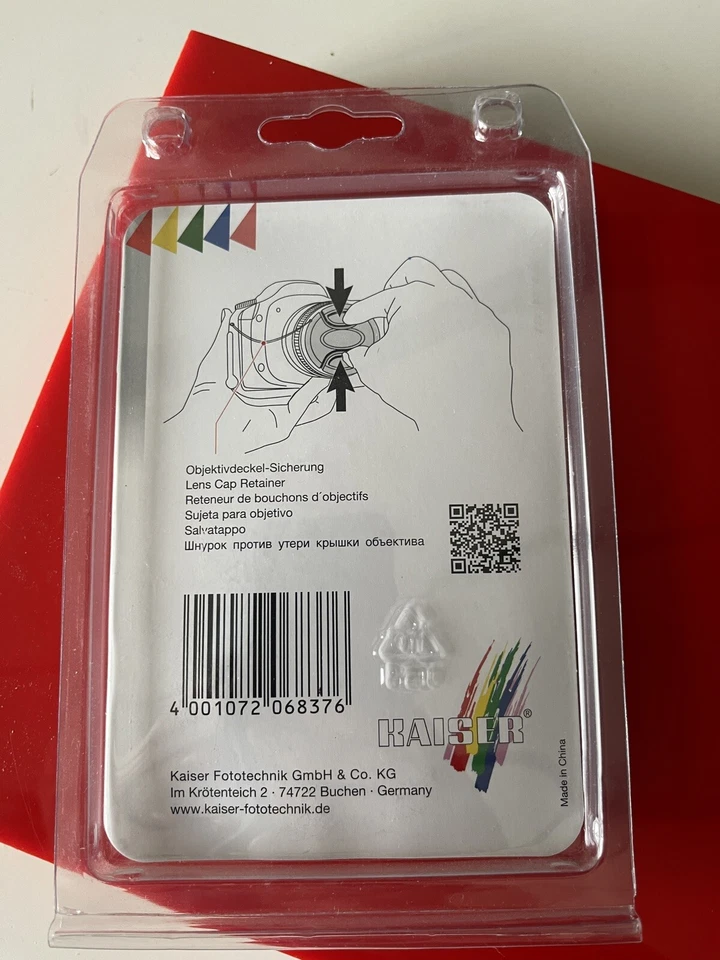 Objektivdeckel-Sicherung
Lens Cap Retainer
Reteneur de bouchons d´objectifs
Sujeta para objetivo
Salvatappo
Шнурок против утери крышки объектива
4 001072 068376
KAISER®
Kaiser Fototechnik GmbH & Co. KG
Im Krötenteich 2 · 74722 Buchen · Germany
www.kaiser-fototechnik.de
Made in China